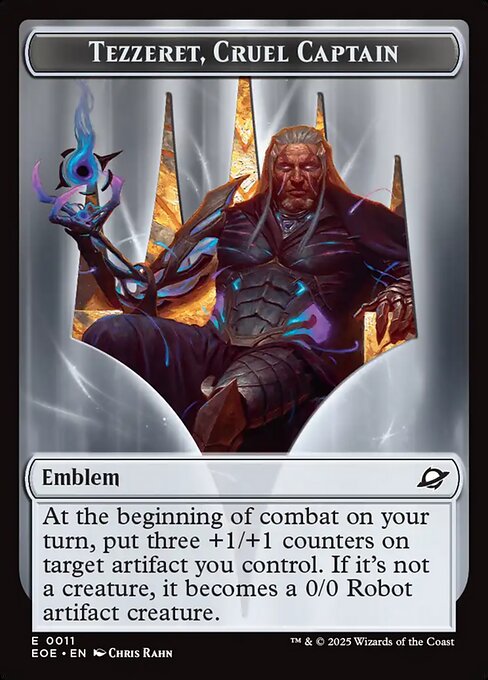 Tezzeret, Cruel Captain
Emblem
At the beginning of combat on your
turn, put three +1/+1 counters on
target artifact you control. If it's not
a creature, it becomes a 0/0 Robot
artifact creature.
E 0011
EOE • EN Chris Rahn
™ & © 2025 Wizards of the Coast